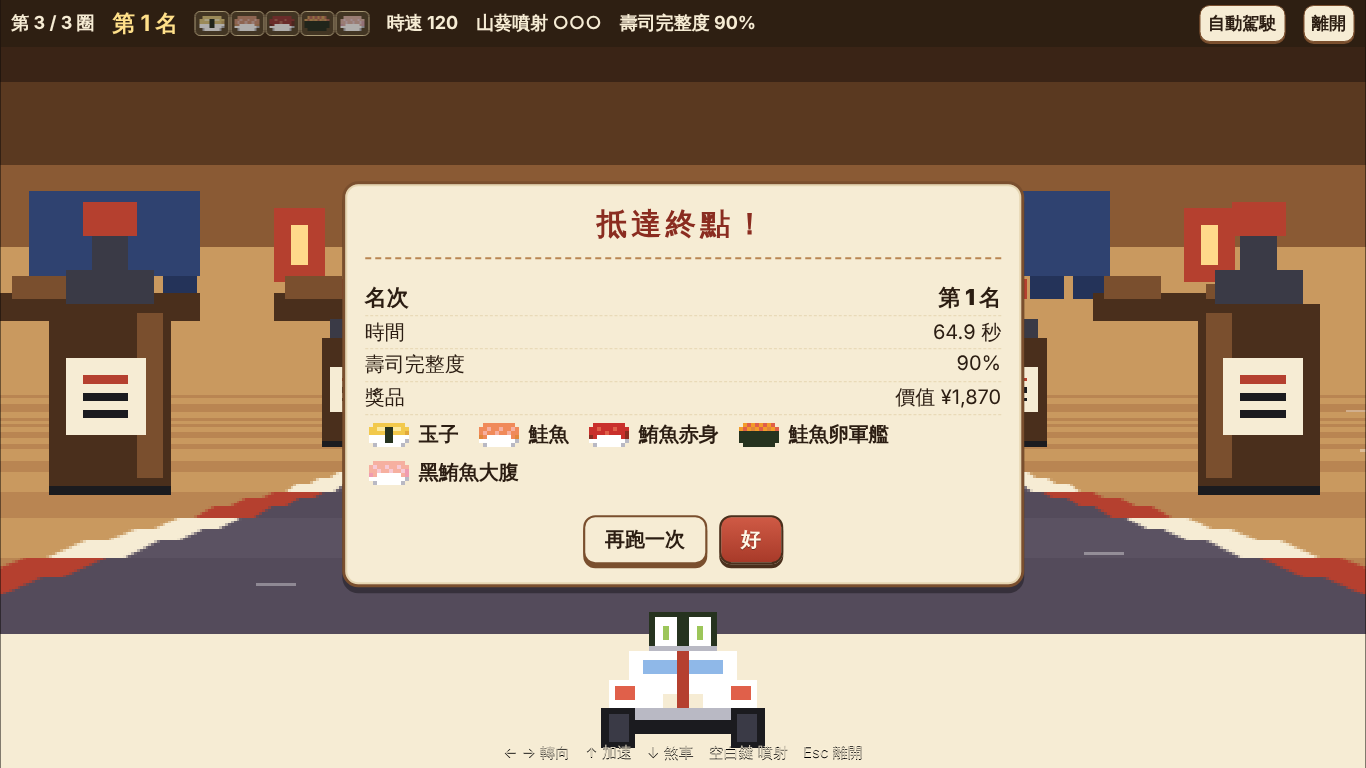 第 3 / 3 圈 第 1 名 時速 120 山葵噴射 ○○○ 壽司完整度 90% 自動駕駛 離開
抵達終點！
名次 第 1 名
時間 64.9 秒
壽司完整度 90%
獎品 價值 ¥1,870
玉子 鮭魚 鮪魚赤身 鮭魚卵軍艦
黑鮪魚大腹
再跑一次 好
← → 轉向 ↑ 加速 ↓ 煞車 空白鍵 噴射 Esc 離開